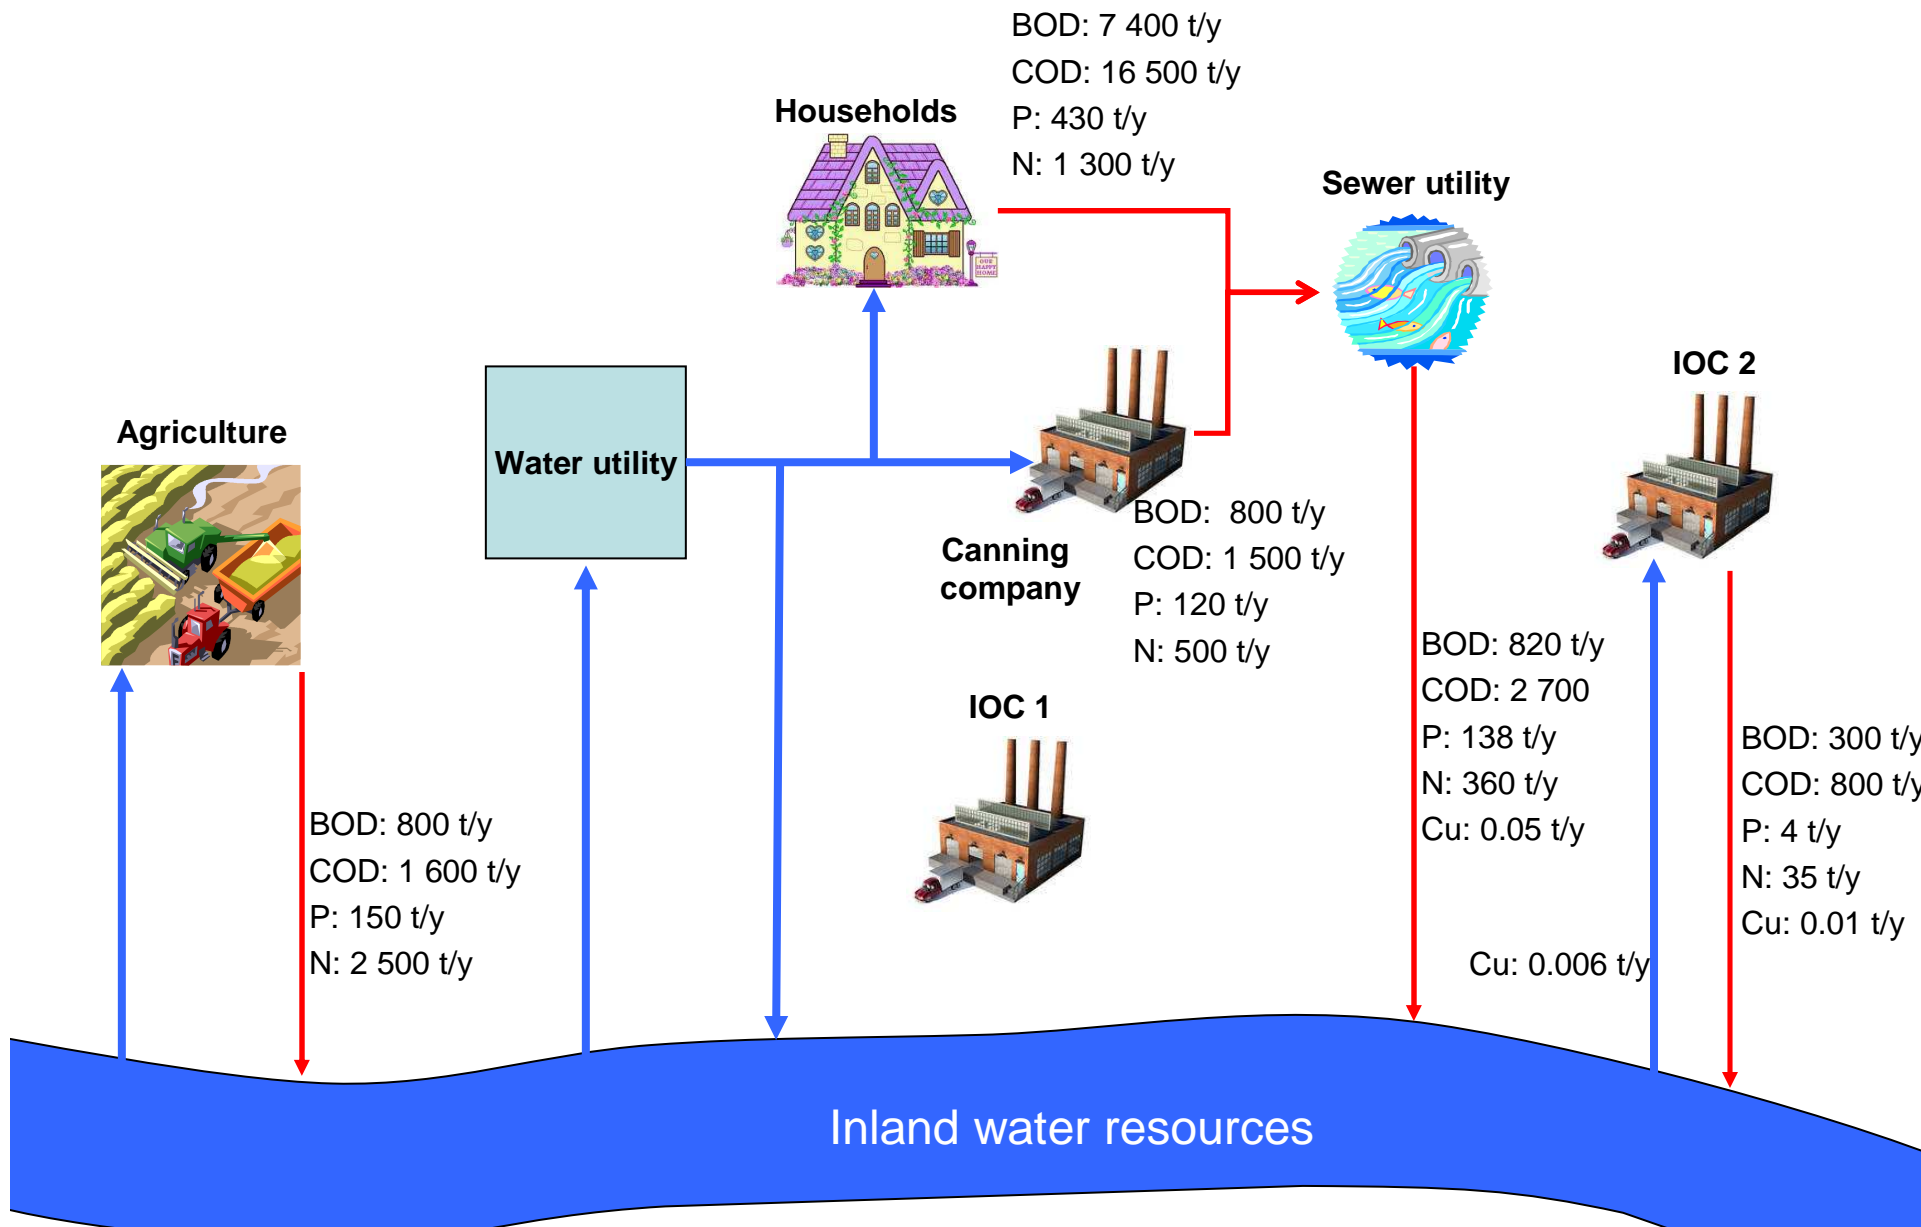 BOD: 7 400 t/y
COD: 16 500 t/y
P: 430 t/y
N: 1 300 t/y
Households
OUR
HAPPY
HOME
Sewer utility
IOC 2
Agriculture
Water utility
Canning
company
BOD:  800 t/y
COD: 1 500 t/y
P: 120 t/y
N: 500 t/y
IOC 1
BOD: 820 t/y
COD: 2 700
P: 138 t/y
N: 360 t/y
Cu: 0.05 t/y
BOD: 300 t/y
COD: 800 t/y
P: 4 t/y
N: 35 t/y
Cu: 0.01 t/y
BOD: 800 t/y
COD: 1 600 t/y
P: 150 t/y
N: 2 500 t/y
Cu: 0.006 t/y
Inland water resources